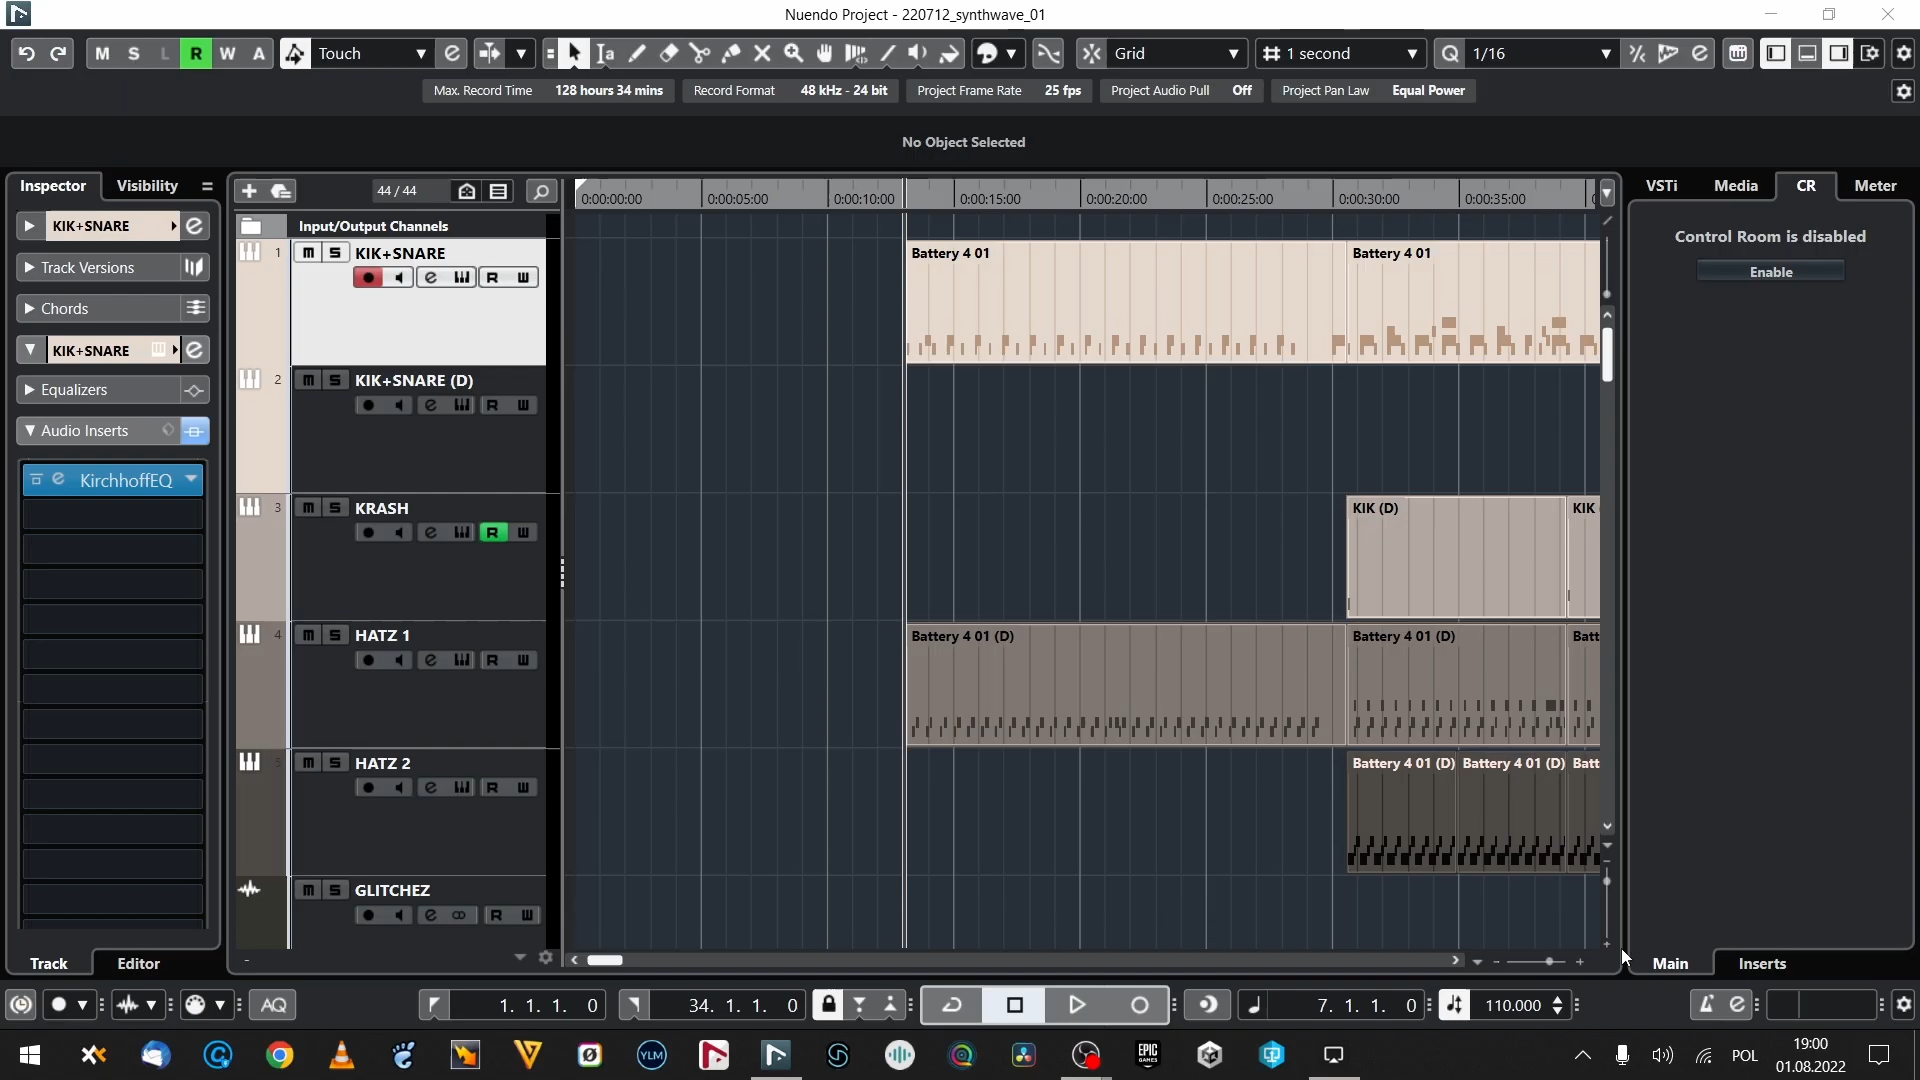 Nuendo Project - 220712_synthwave_01
M S L R W A Touch Grid 1 second Q 1/16
Max. Record Time 128 hours 34 mins Record Format 48 kHz - 24 bit Project Frame Rate 25 fps Project Audio Pull Off Project Pan Law Equal Power
No Object Selected
Inspector Visibility 44 / 44 0:00:00:00 0:00:05:00 0:00:10:00 0:00:15:00 0:00:20:00 0:00:25:00 0:00:30:00 0:00:35:00 VSTi Media CR Meter
KIK+SNARE Input/Output Channels
Control Room is disabled
Enable
1 m S KIK+SNARE Battery 4 01 Battery 4 01
R W
Track Versions
Chords
KIK+SNARE
2 m S KIK+SNARE (D)
R W
Equalizers
Audio Inserts
KirchhoffEQ
3 m S KRASH KIK (D) KIK
R W
4 m S HATZ 1 Battery 4 01 (D) Battery 4 01 (D) Batt
R W
5 m S HATZ 2 Battery 4 01 (D) Battery 4 01 (D) Batt
R W
m S GLITCHEZ
R W
Track Editor Main Inserts
AQ 1. 1. 1. 0 34. 1. 1. 0 7. 1. 1. 0 110.000
YLM EPIC GAMES POL 19:00
01.08.2022